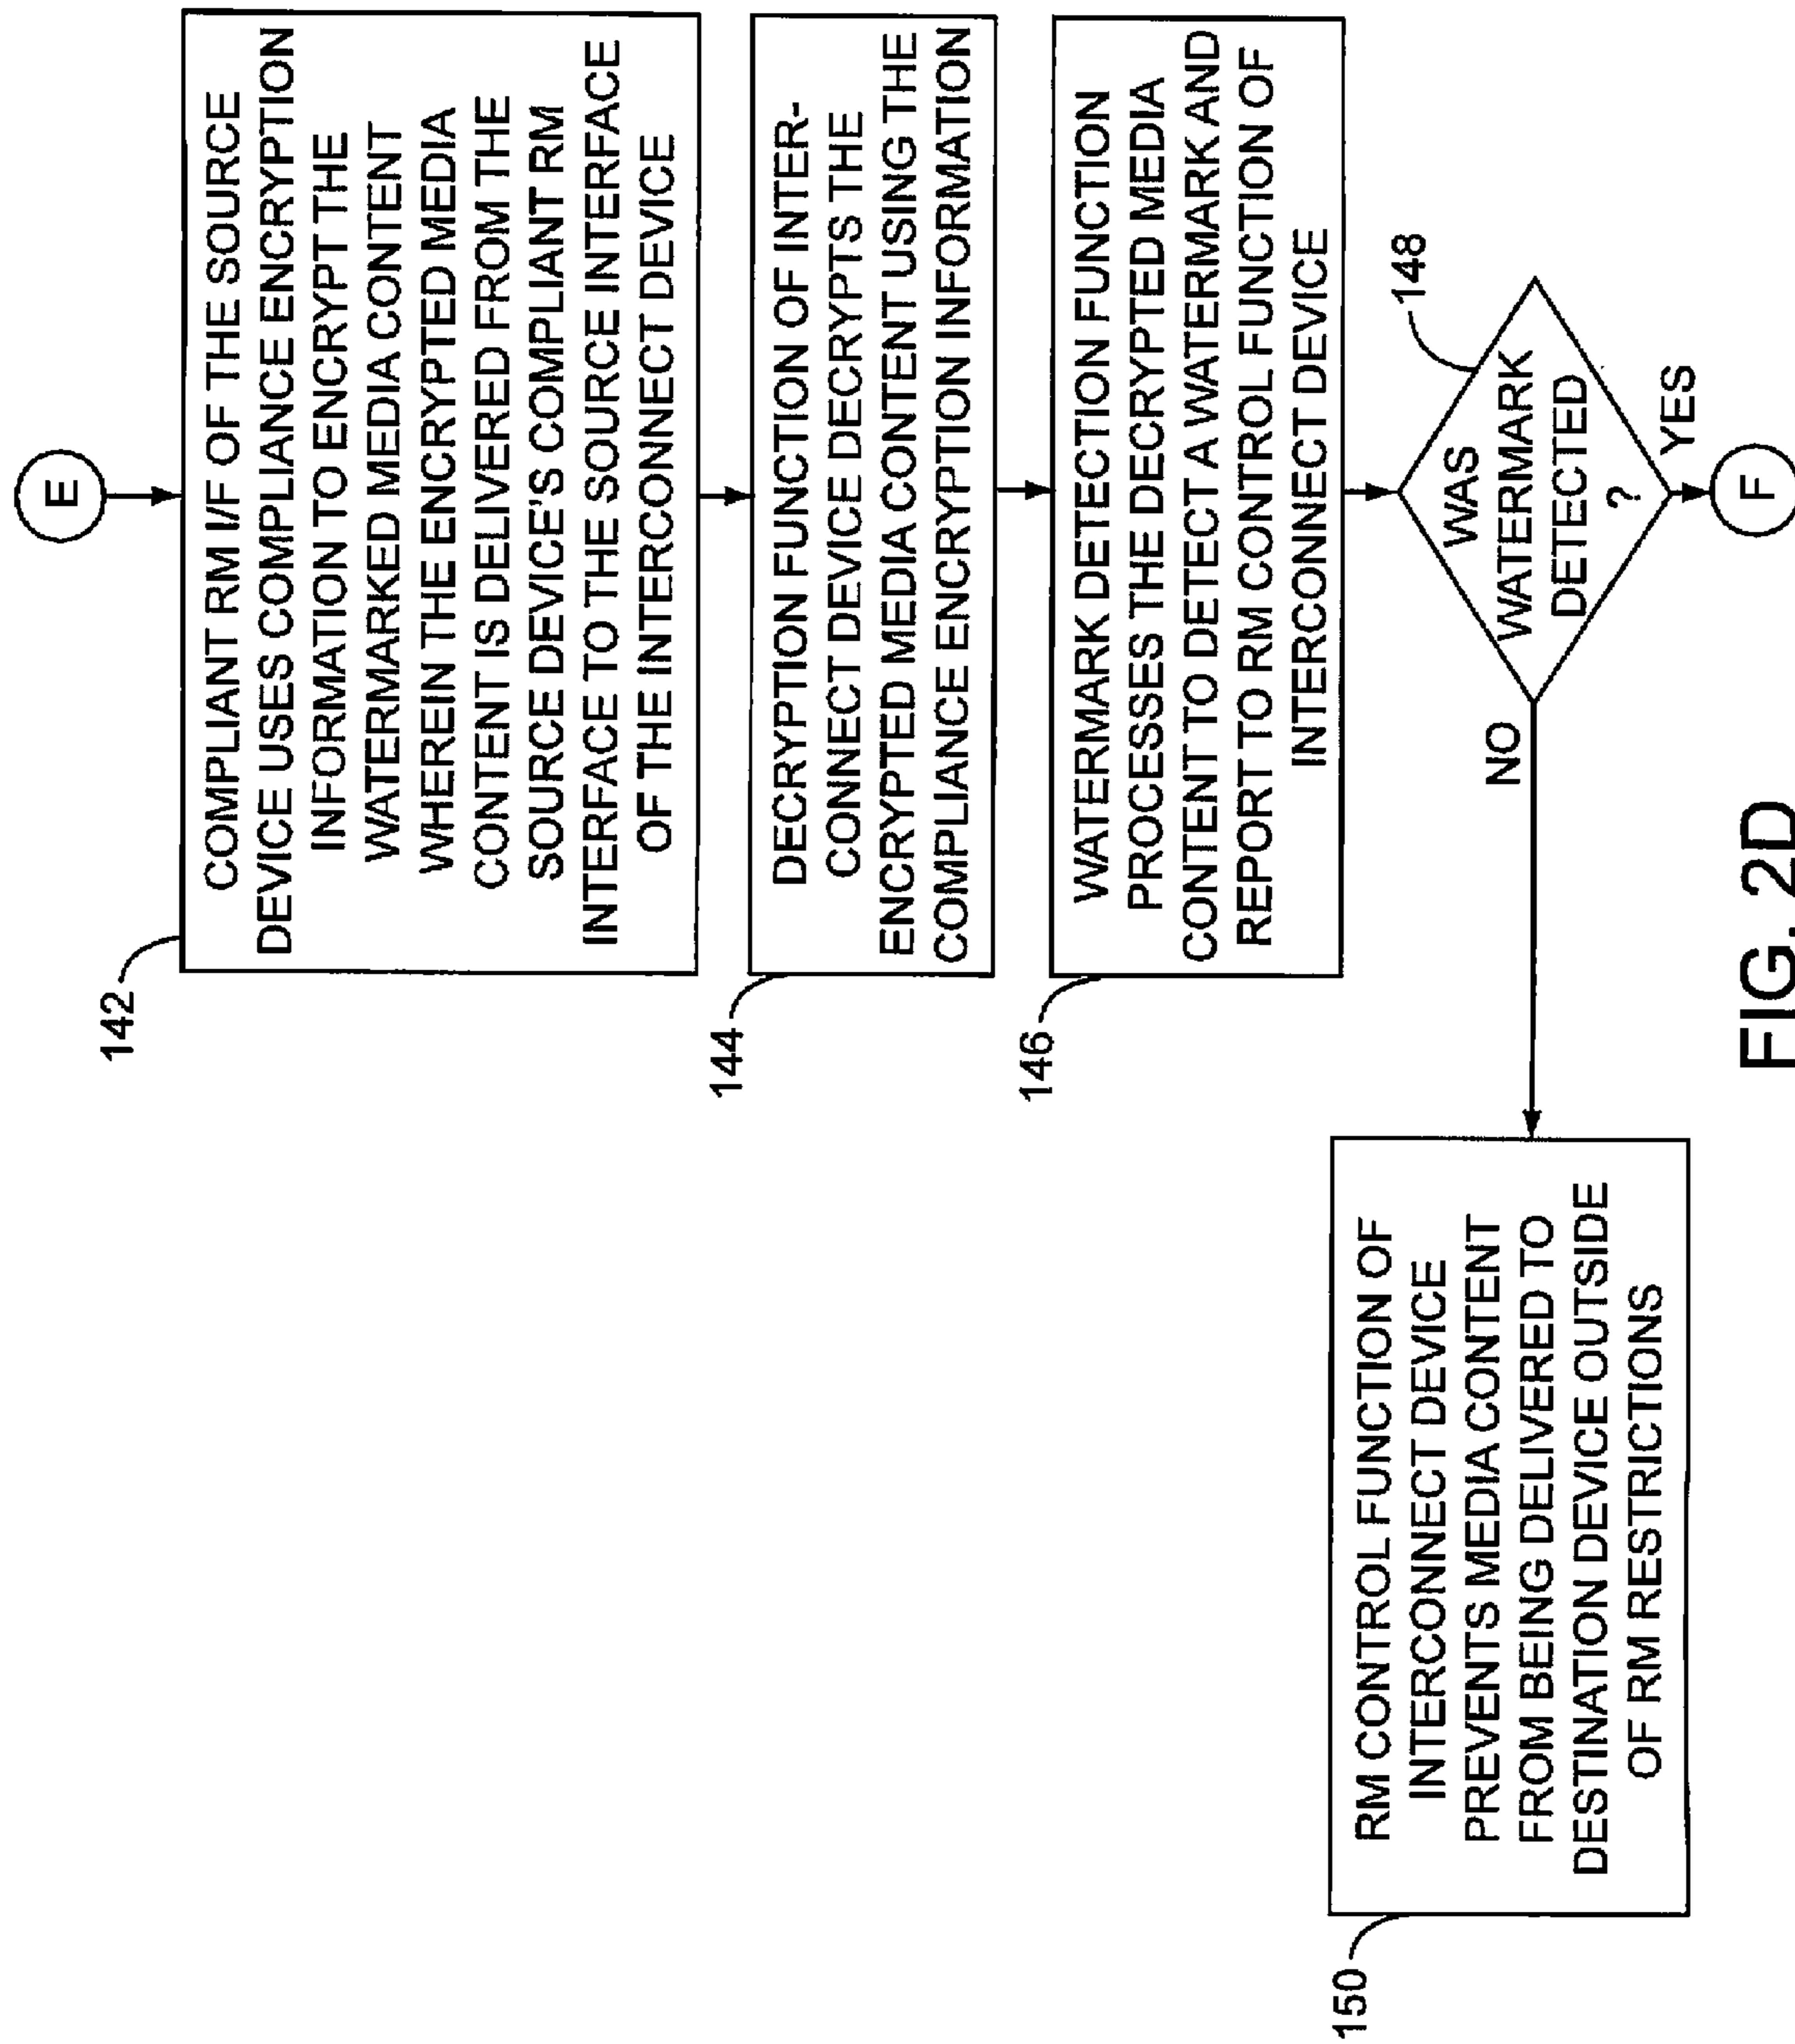 E
142
COMPLIANT RM I/F OF THE SOURCE
DEVICE USES COMPLIANCE ENCRYPTION
INFORMATION TO ENCRYPT THE
WATERMARKED MEDIA CONTENT
WHEREIN THE ENCRYPTED MEDIA
CONTENT IS DELIVERED FROM THE
SOURCE DEVICE'S COMPLIANT RM
INTERFACE TO THE SOURCE INTERFACE
OF THE INTERCONNECT DEVICE
144
DECRYPTION FUNCTION OF INTER-
CONNECT DEVICE DECRYPTS THE
ENCRYPTED MEDIA CONTENT USING THE
COMPLIANCE ENCRYPTION INFORMATION
146
WATERMARK DETECTION FUNCTION
PROCESSES THE DECRYPTED MEDIA
CONTENT TO DETECT A WATERMARK AND
REPORT TO RM CONTROL FUNCTION OF
INTERCONNECT DEVICE
148
WAS
WATERMARK
DETECTED
?
NO
YES
150
RM CONTROL FUNCTION OF
INTERCONNECT DEVICE
PREVENTS MEDIA CONTENT
FROM BEING DELIVERED TO
DESTINATION DEVICE OUTSIDE
OF RM RESTRICTIONS
F
FIG. 2D